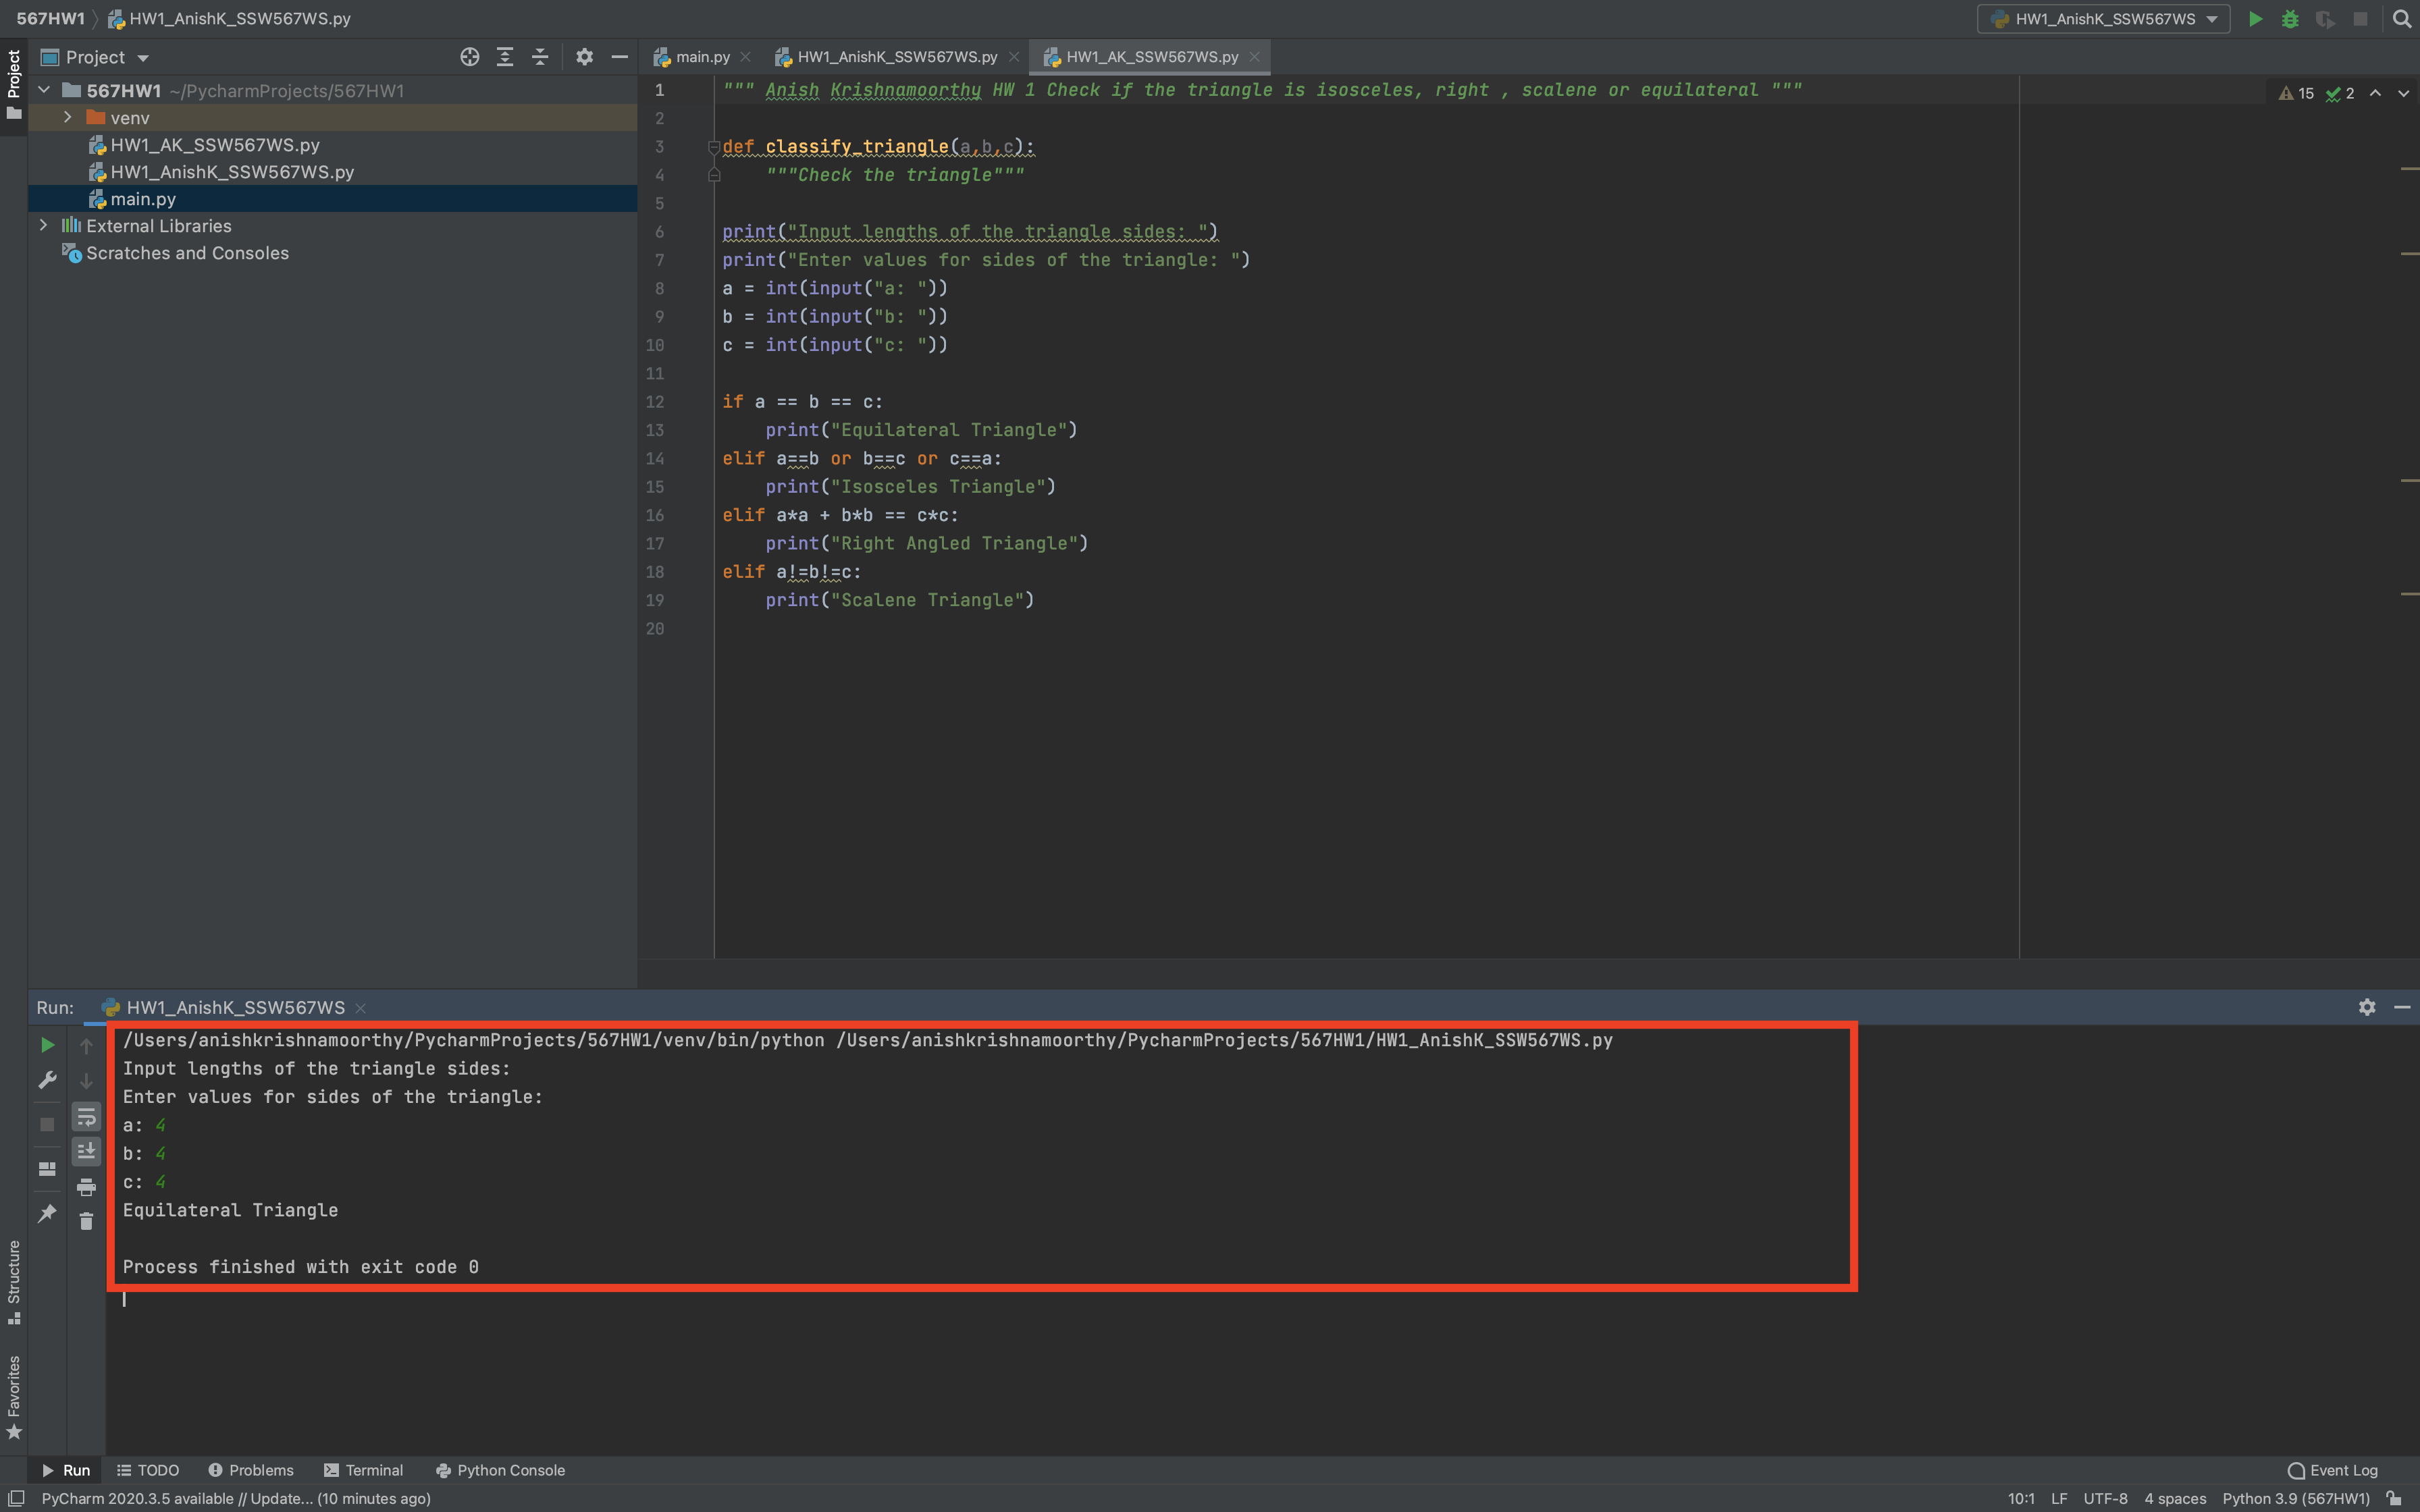 567HW1 HW1_AnishK_SSW567WS.py HW1_AnishK_SSW567WS
Project
Project main.py HW1_AnishK_SSW567WS.py HW1_AK_SSW567WS.py
567HW1 ~/PycharmProjects/567HW1
venv
HW1_AK_SSW567WS.py
HW1_AnishK_SSW567WS.py
main.py
External Libraries
Scratches and Consoles
1 """ Anish Krishnamoorthy HW 1 Check if the triangle is isosceles, right , scalene or equilateral """ 15 2
2
3 def classify_triangle(a,b,c):
4 """Check the triangle"""
5
6 print("Input lengths of the triangle sides: ")
7 print("Enter values for sides of the triangle: ")
8 a = int(input("a: "))
9 b = int(input("b: "))
10 c = int(input("c: "))
11
12 if a == b == c:
13 print("Equilateral Triangle")
14 elif a==b or b==c or c==a:
15 print("Isosceles Triangle")
16 elif a*a + b*b == c*c:
17 print("Right Angled Triangle")
18 elif a!=b!=c:
19 print("Scalene Triangle")
20
Run: HW1_AnishK_SSW567WS
/Users/anishkrishnamoorthy/PycharmProjects/567HW1/venv/bin/python /Users/anishkrishnamoorthy/PycharmProjects/567HW1/HW1_AnishK_SSW567WS.py
Input lengths of the triangle sides:
Enter values for sides of the triangle:
a: 4
b: 4
c: 4
Equilateral Triangle
Process finished with exit code 0
Structure
Favorites
Run TODO Problems Terminal Python Console Event Log
PyCharm 2020.3.5 available // Update... (10 minutes ago) 10:1 LF UTF-8 4 spaces Python 3.9 (567HW1)